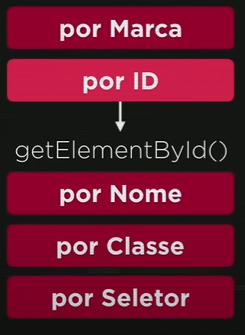 por Marca
por ID
getElementById()
por Nome
por Classe
por Seletor